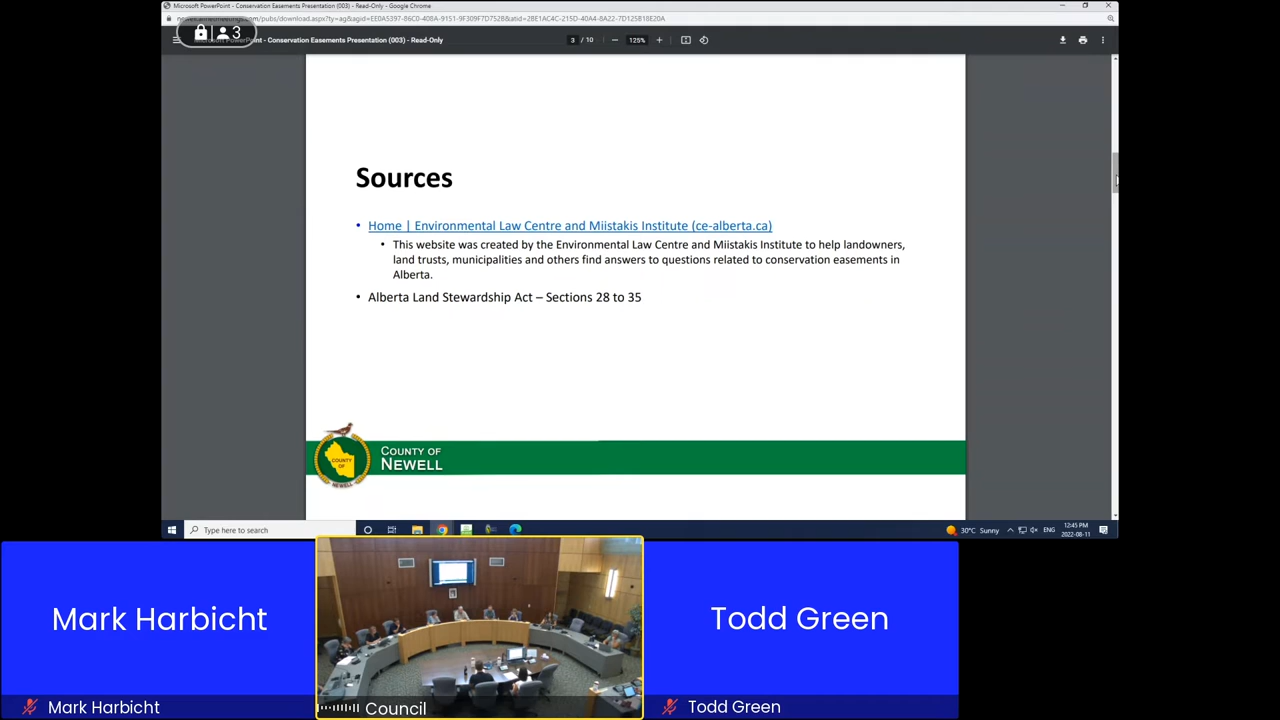 Microsoft PowerPoint - Conservation Easements Presentation (003) - Read-Only - Google Chrome
3
PowerPoint - Conservation Easements Presentation (003) - Read-Only
3 / 10
125%
Sources
• Home | Environmental Law Centre and Miistakis Institute (ce-alberta.ca)
• This website was created by the Environmental Law Centre and Miistakis Institute to help landowners,
land trusts, municipalities and others find answers to questions related to conservation easements in
Alberta.
• Alberta Land Stewardship Act – Sections 28 to 35
COUNTY OF
NEWELL
COUNTY
OF
NEWELL
Type here to search
30°C Sunny
ENG
12:45 PM
2022-08-11
Mark Harbicht
Todd Green
Mark Harbicht
Council
Todd Green